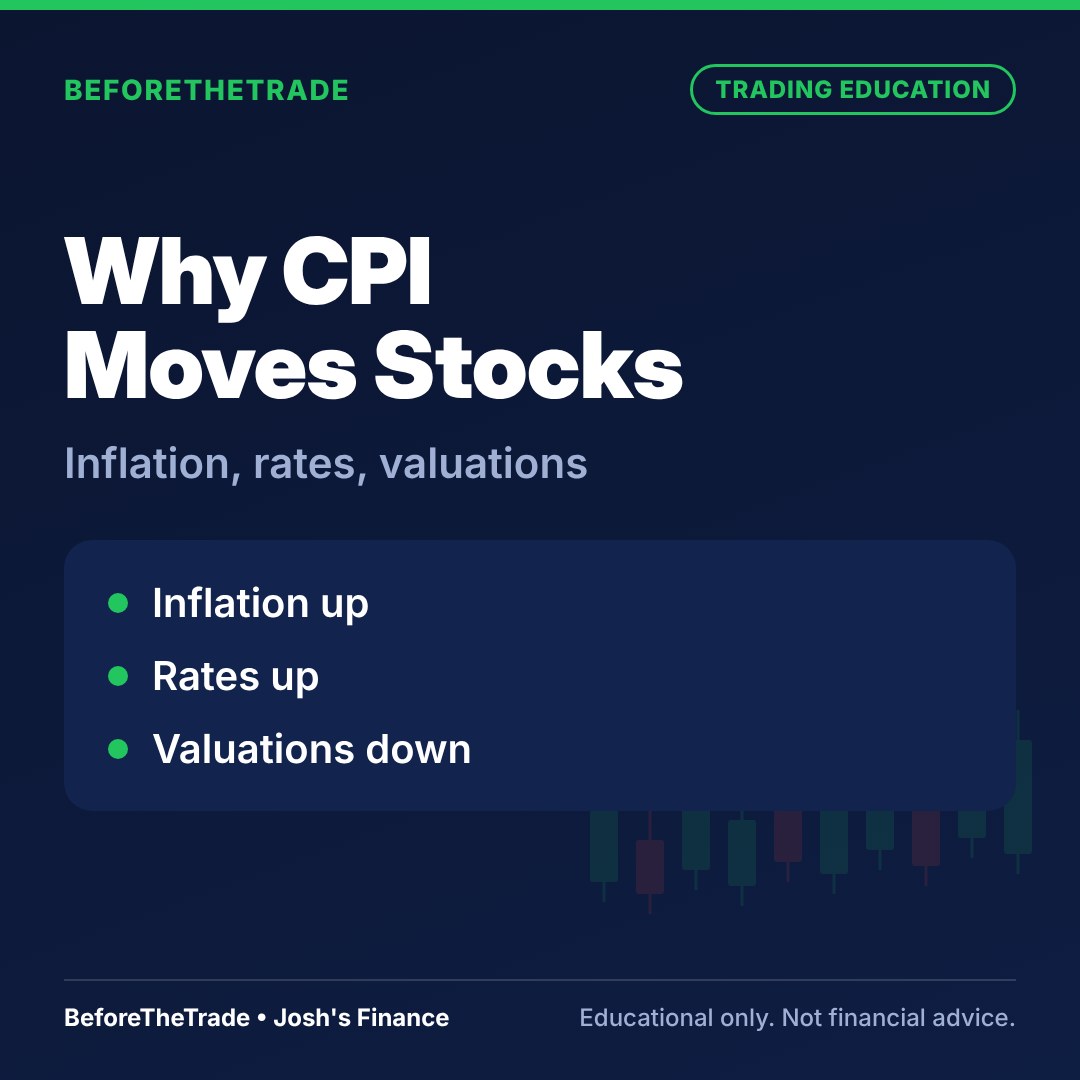 BEFORETHETRADE
TRADING EDUCATION
Why CPI
Moves Stocks
Inflation, rates, valuations
Inflation up
Rates up
Valuations down
BeforeTheTrade • Josh's Finance
Educational only. Not financial advice.